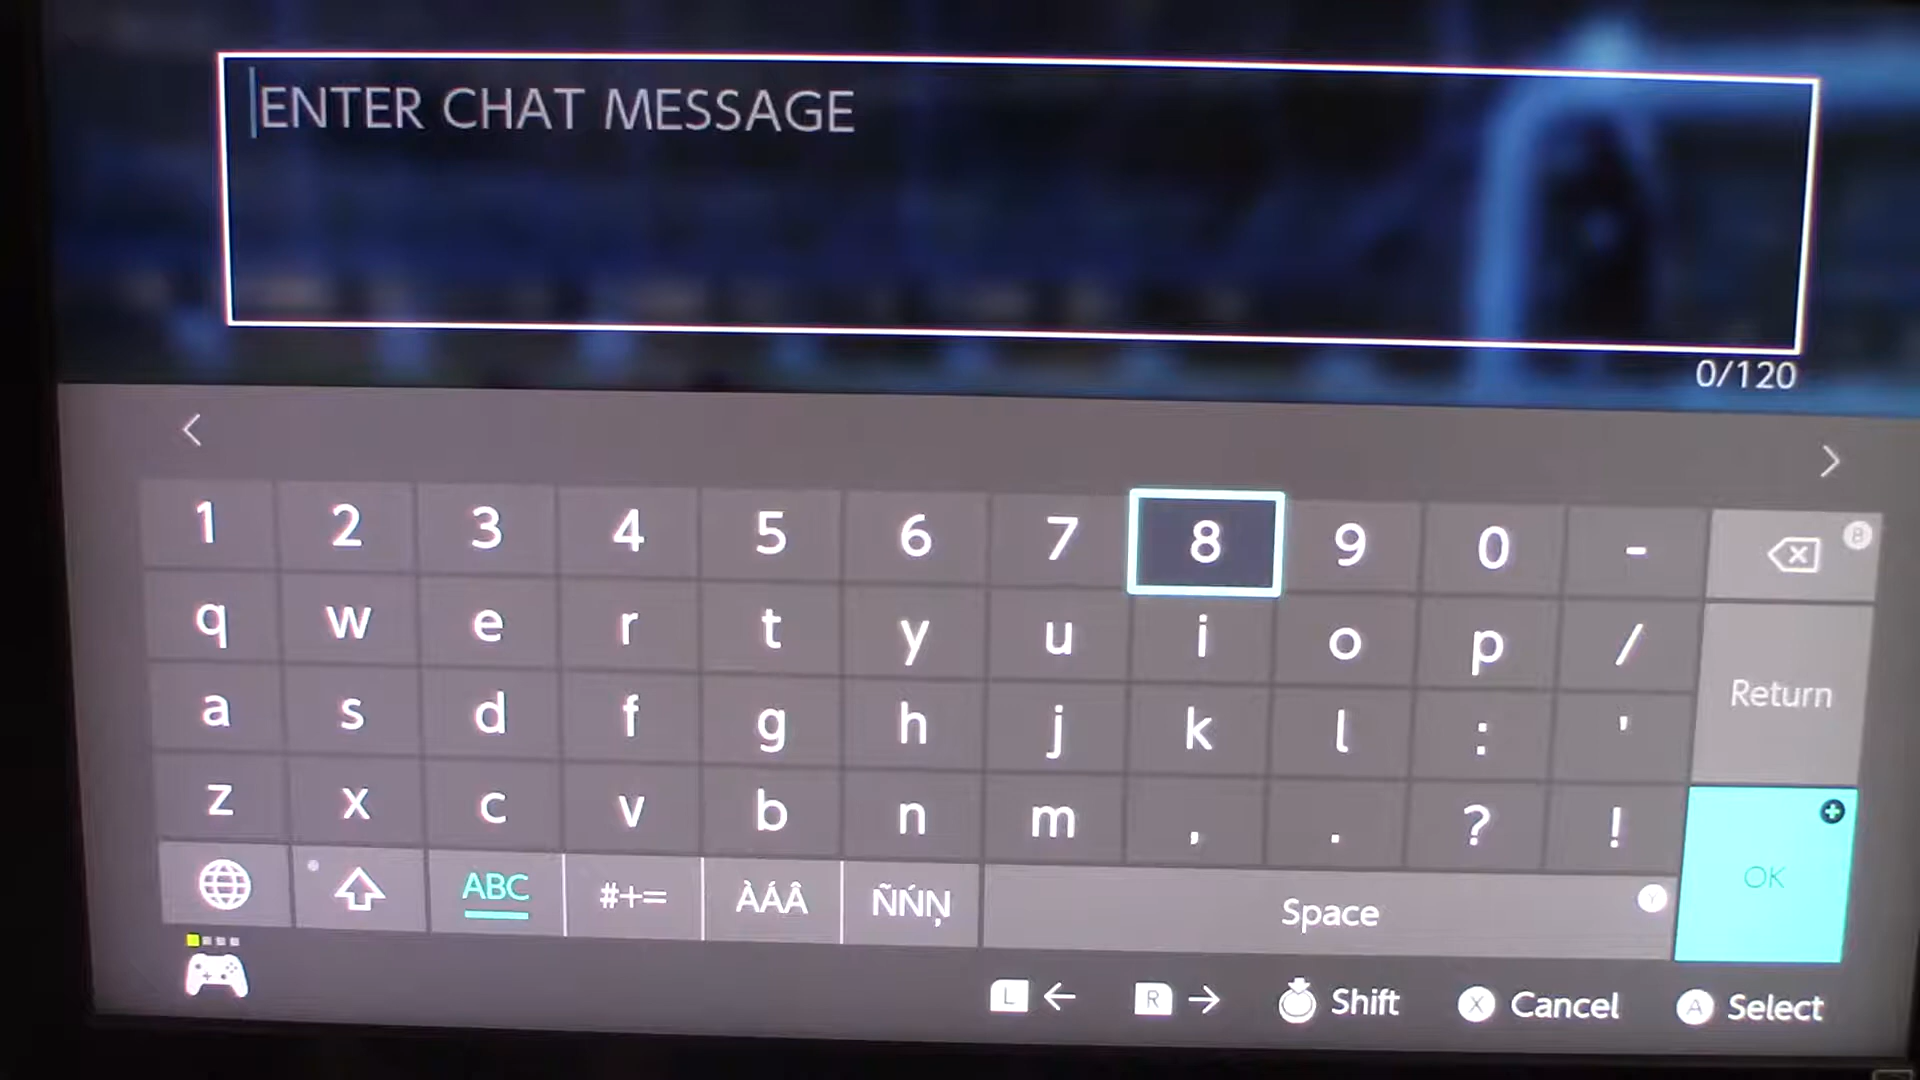 ENTER CHAT MESSAGE
0/120
1 2 3 4 5 6 7 8 9 0 -
B
q w e r t y u i o p /
Return
a s d f g h j k l : '
z x c v b n m , . ? !
ABC #+= ÀÁÂ ÑŃŅ Space Y OK
L ← R → Shift X Cancel A Select